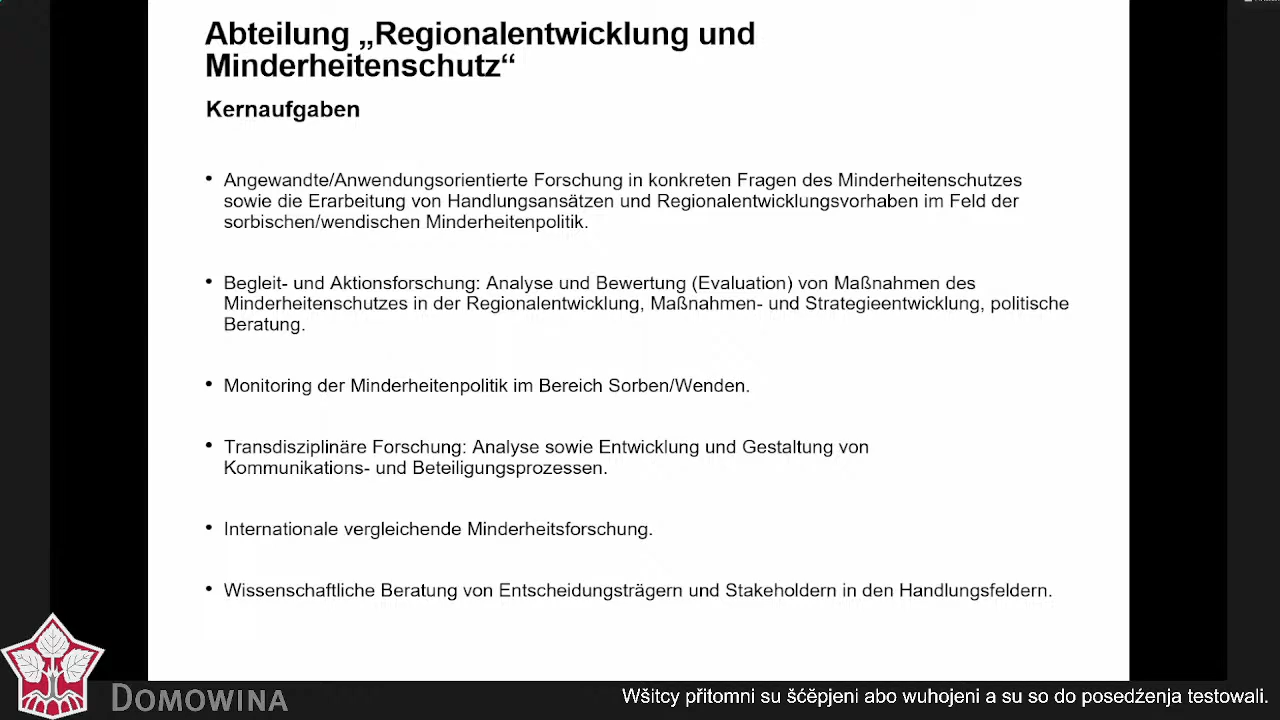 Abteilung „Regionalentwicklung und
Minderheitenschutz“
Kernaufgaben
• Angewandte/Anwendungsorientierte Forschung in konkreten Fragen des Minderheitenschutzes
sowie die Erarbeitung von Handlungsansätzen und Regionalentwicklungsvorhaben im Feld der
sorbischen/wendischen Minderheitenpolitik.
• Begleit- und Aktionsforschung: Analyse und Bewertung (Evaluation) von Maßnahmen des
Minderheitenschutzes in der Regionalentwicklung, Maßnahmen- und Strategieentwicklung, politische
Beratung.
• Monitoring der Minderheitenpolitik im Bereich Sorben/Wenden.
• Transdisziplinäre Forschung: Analyse sowie Entwicklung und Gestaltung von
Kommunikations- und Beteiligungsprozessen.
• Internationale vergleichende Minderheitsforschung.
• Wissenschaftliche Beratung von Entscheidungsträgern und Stakeholdern in den Handlungsfeldern.
DOMOWINA
Wšitcy přitomni su šćěpjeni abo wuhojeni a su so do posedźenja testowali.